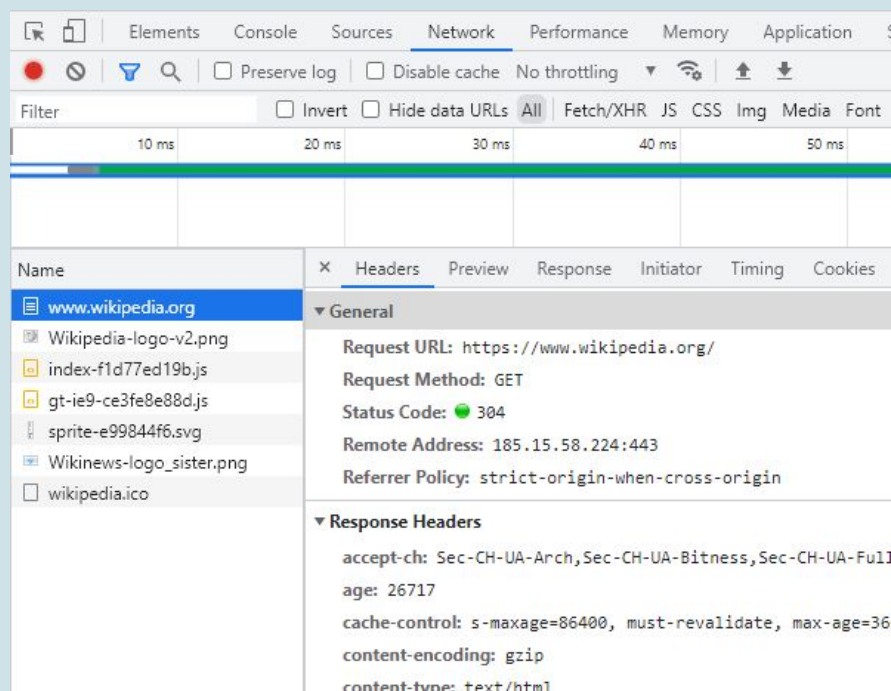 Elements Console Sources Network Performance Memory Application
Preserve log Disable cache No throttling
Filter Invert Hide data URLs All Fetch/XHR JS CSS Img Media Font
10 ms 20 ms 30 ms 40 ms 50 ms
Name
www.wikipedia.org
Wikipedia-logo-v2.png
index-f1d77ed19b.js
gt-ie9-ce3fe8e88d.js
sprite-e99844f6.svg
Wikinews-logo_sister.png
wikipedia.ico
× Headers Preview Response Initiator Timing Cookies
General
Request URL: https://www.wikipedia.org/
Request Method: GET
Status Code: 304
Remote Address: 185.15.58.224:443
Referrer Policy: strict-origin-when-cross-origin
Response Headers
accept-ch: Sec-CH-UA-Arch,Sec-CH-UA-Bitness,Sec-CH-UA-Full
age: 26717
cache-control: s-maxage=86400, must-revalidate, max-age=36
content-encoding: gzip
content-type: text/html